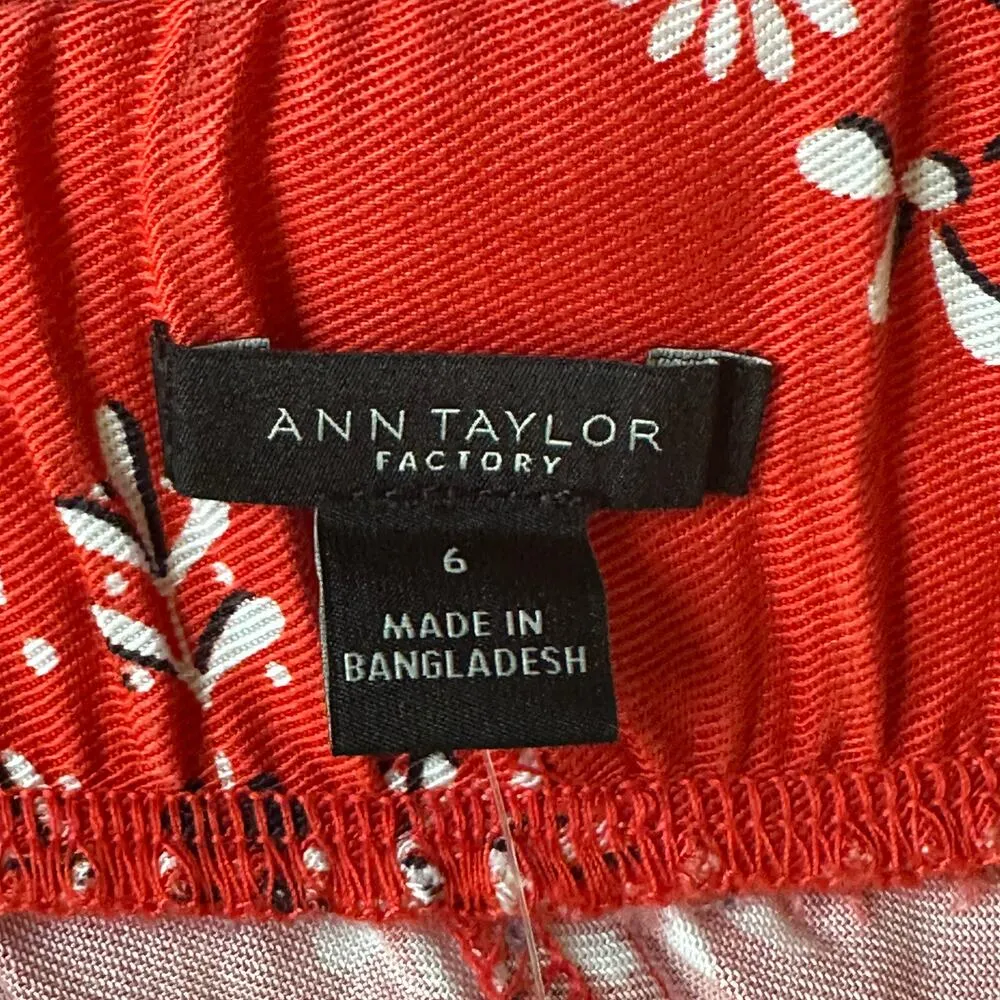 ANN TAYLOR
FACTORY
6
MADE IN
BANGLADESH